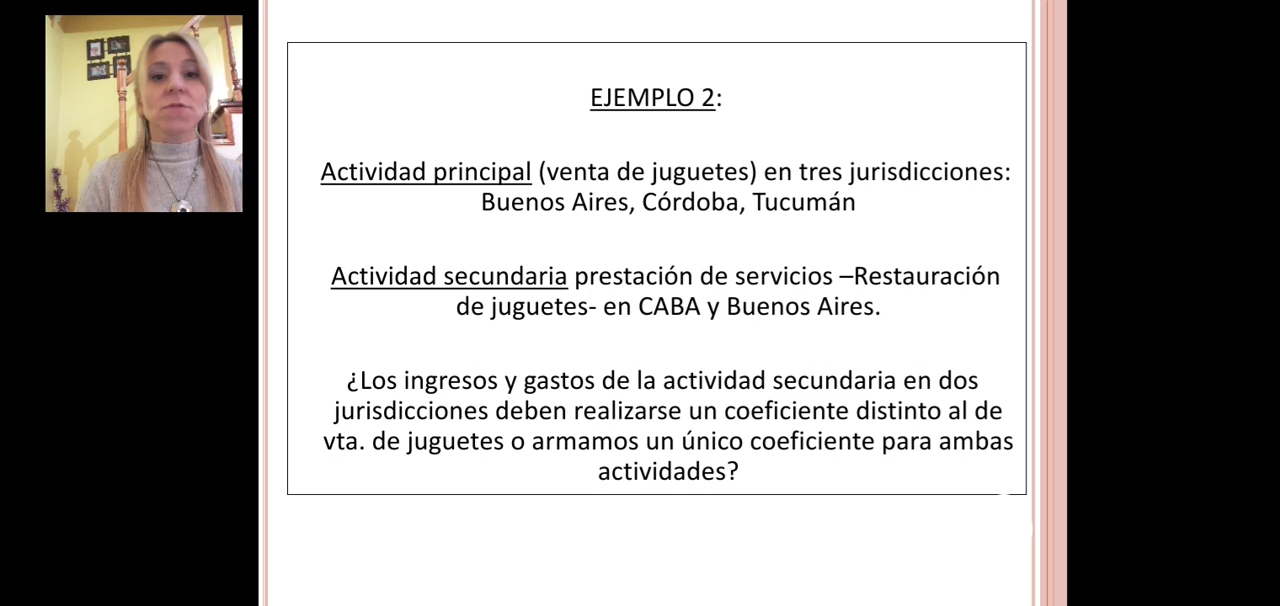 EJEMPLO 2:
Actividad principal (venta de juguetes) en tres jurisdicciones:
Buenos Aires, Córdoba, Tucumán
Actividad secundaria prestación de servicios –Restauración
de juguetes- en CABA y Buenos Aires.
¿Los ingresos y gastos de la actividad secundaria en dos
jurisdicciones deben realizarse un coeficiente distinto al de
vta. de juguetes o armamos un único coeficiente para ambas
actividades?